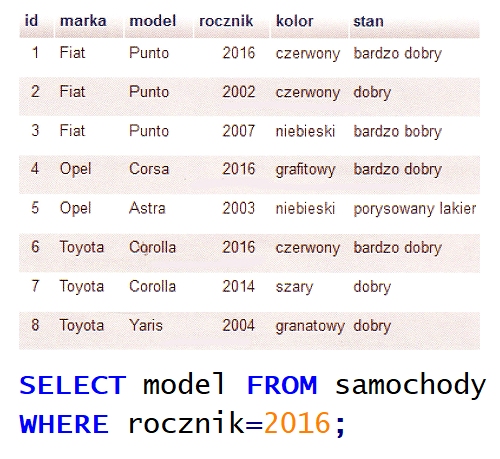 id marka model rocznik kolor stan
1 Fiat Punto 2016 czerwony bardzo dobry
2 Fiat Punto 2002 czerwony dobry
3 Fiat Punto 2007 niebieski bardzo bobry
4 Opel Corsa 2016 grafitowy bardzo dobry
5 Opel Astra 2003 niebieski porysowany lakier
6 Toyota Corolla 2016 czerwony bardzo dobry
7 Toyota Corolla 2014 szary dobry
8 Toyota Yaris 2004 granatowy dobry
SELECT model FROM samochody
WHERE rocznik=2016;